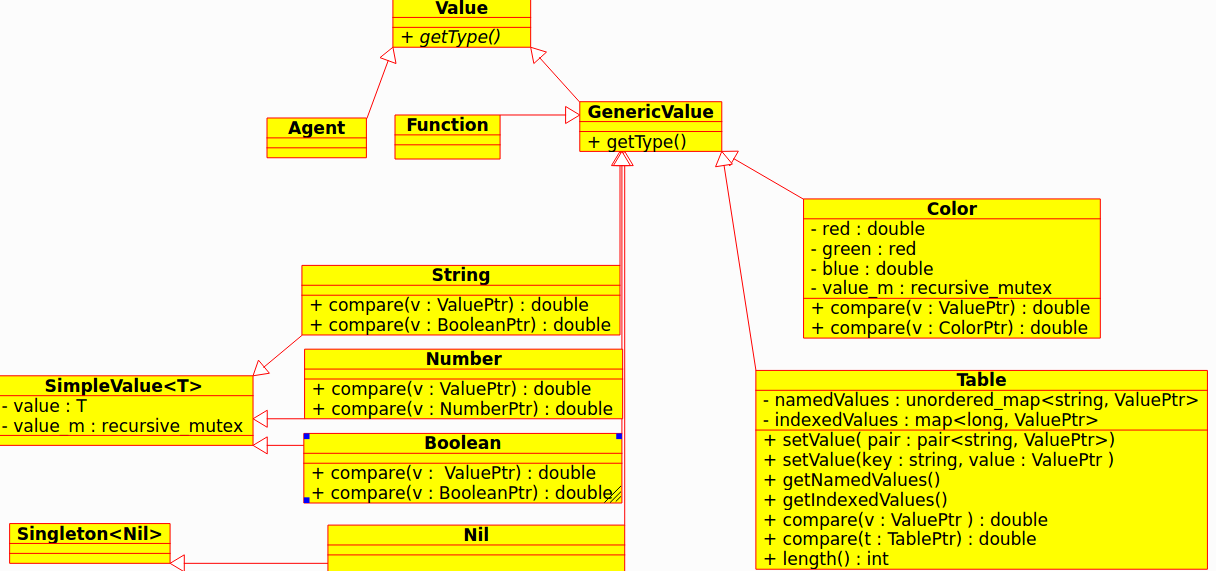 Value
+ getType()
Agent
Function
GenericValue
+ getType()
Color
- red : double
- green : red
- blue : double
- value_m : recursive_mutex
+ compare(v : ValuePtr) : double
+ compare(v : ColorPtr) : double
String
+ compare(v : ValuePtr) : double
+ compare(v : BooleanPtr) : double
Number
+ compare(v : ValuePtr) : double
+ compare(v : NumberPtr) : double
SimpleValue<T>
- value : T
- value_m : recursive_mutex
Boolean
+ compare(v :  ValuePtr) : double
+ compare(v : BooleanPtr) : double
Table
- namedValues : unordered_map<string, ValuePtr>
- indexedValues : map<long, ValuePtr>
+ setValue( pair : pair<string, ValuePtr>)
+ setValue(key : string, value : ValuePtr )
+ getNamedValues()
+ getIndexedValues()
+ compare(v : ValuePtr ) : double
+ compare(t : TablePtr) : double
+ length() : int
Singleton<Nil>
Nil